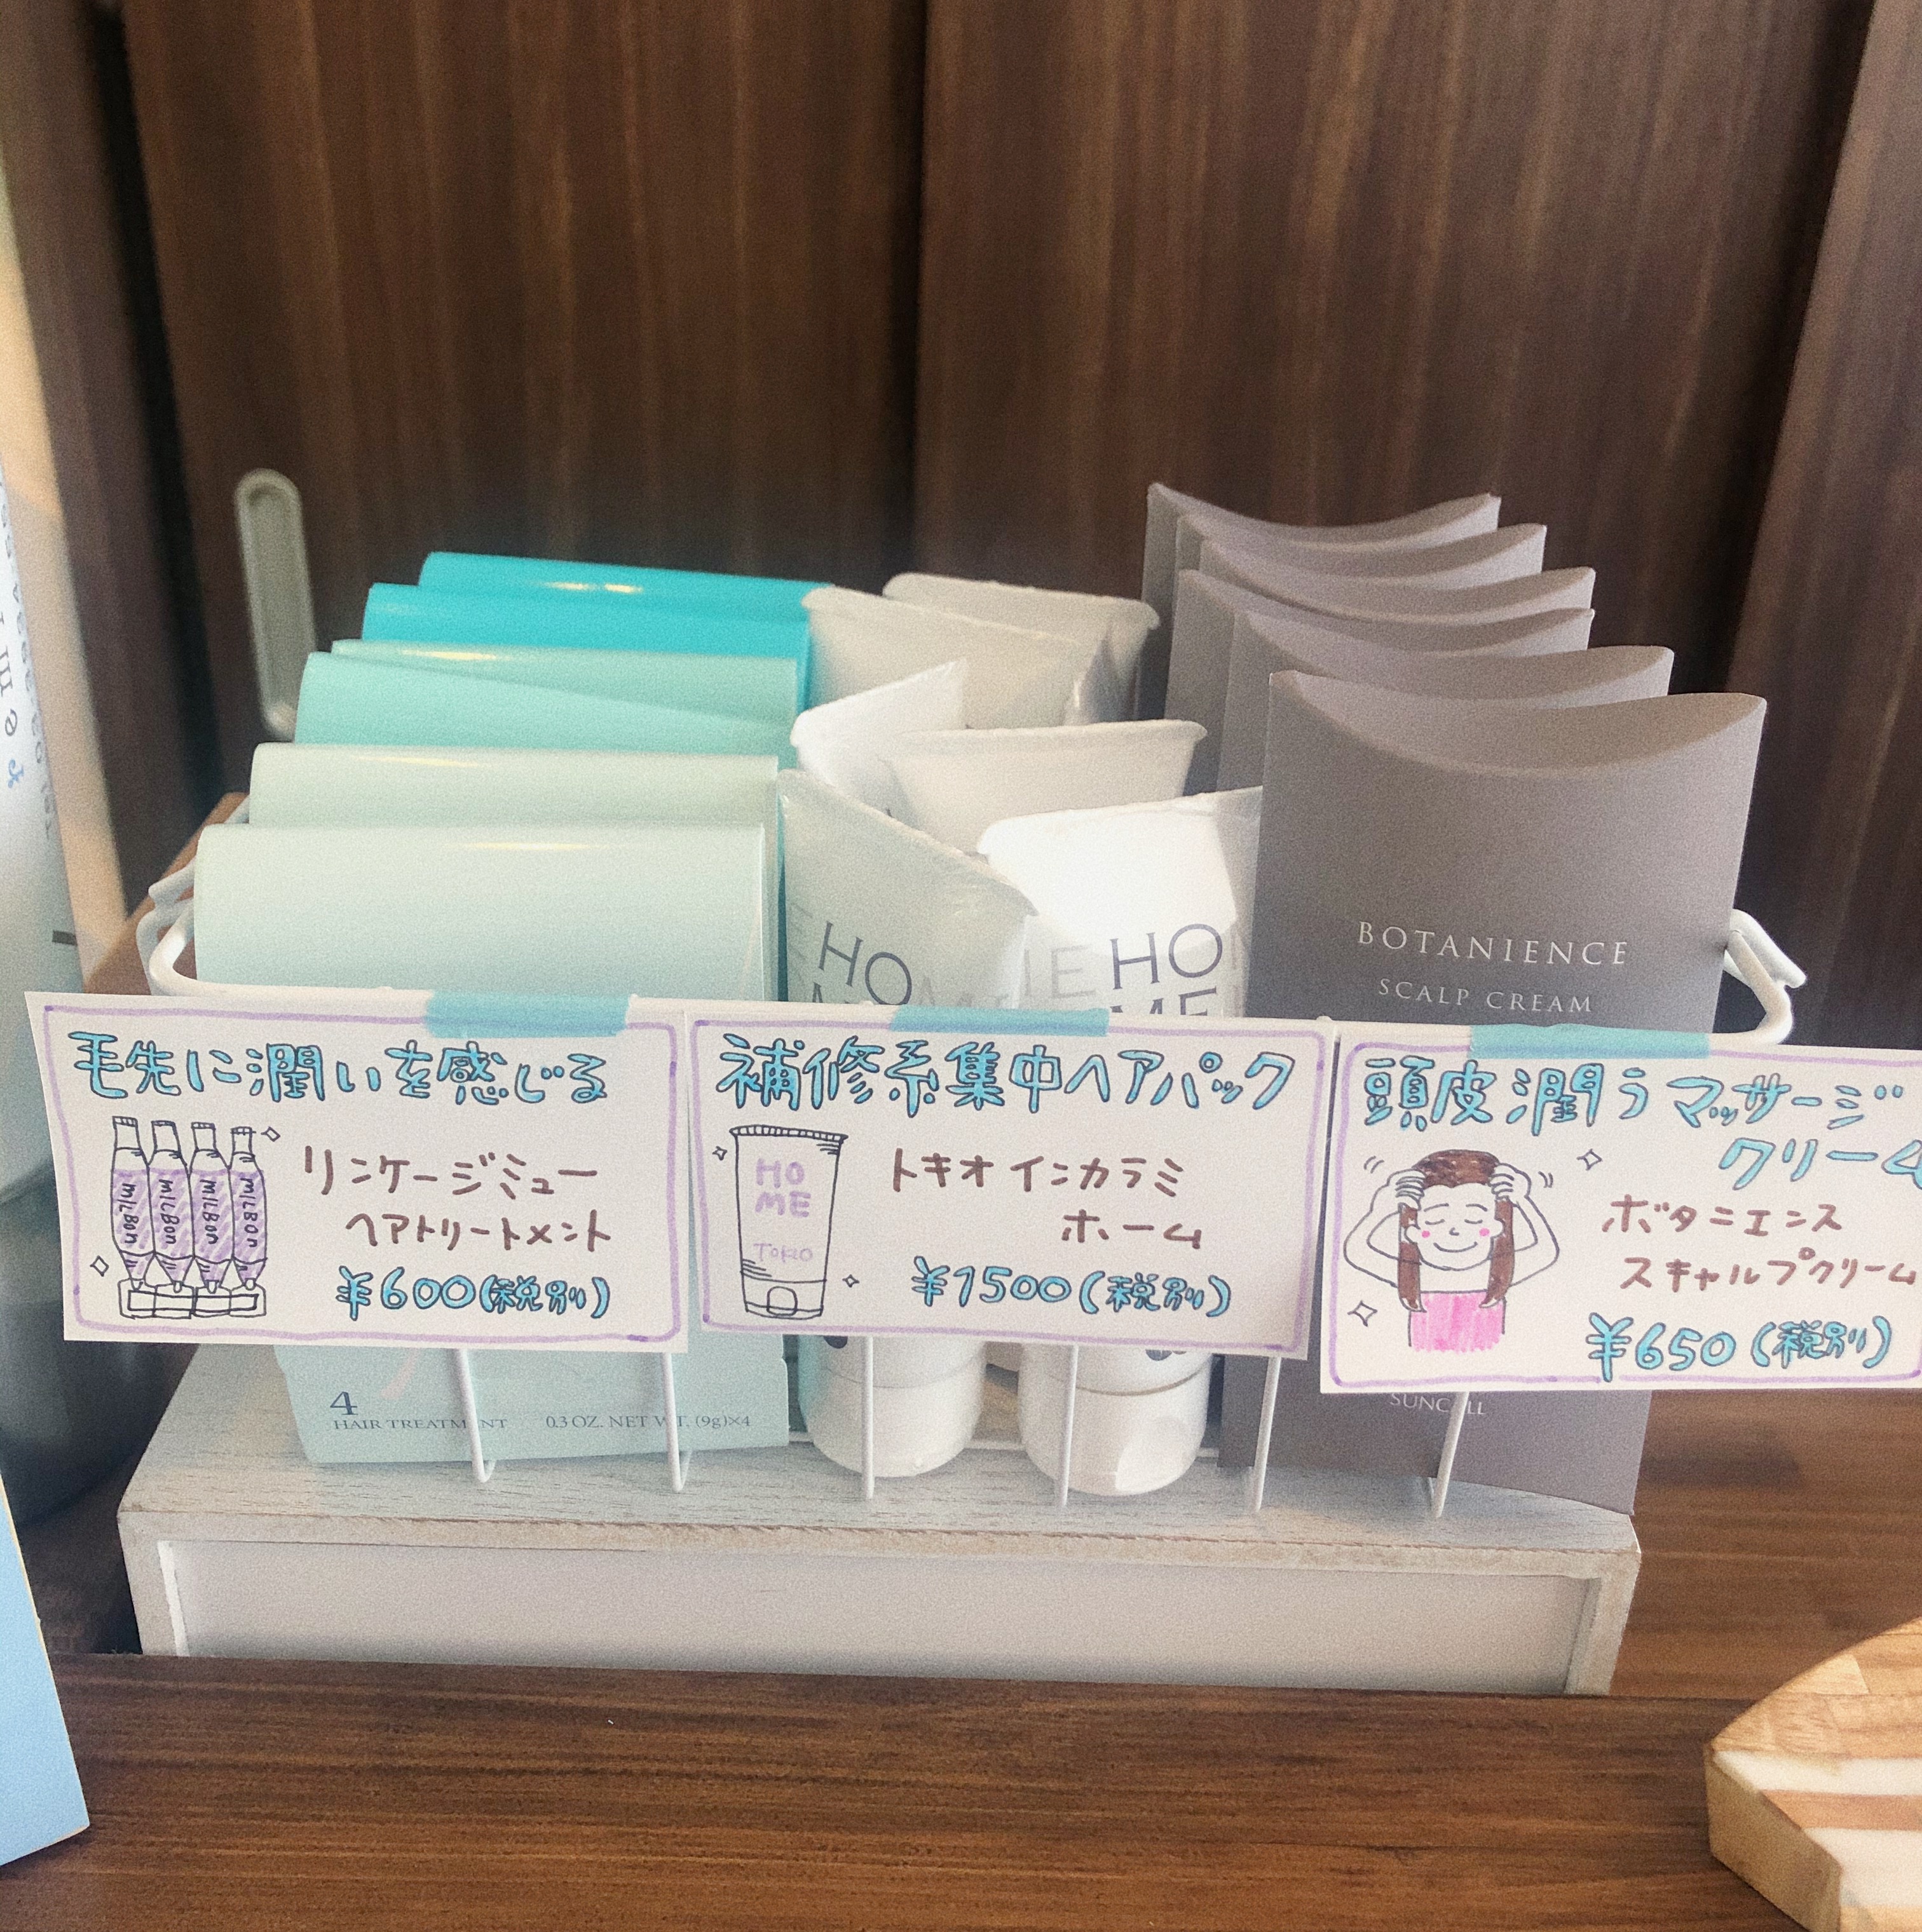 HO
HO
ME
BOTANIENCE
SCALP CREAM
毛先に潤いを感じる
milBon milBon milBon milBon
リンケージミュー
ヘアトリートメント
¥600(税別)
補修系集中ヘアパック
HO
ME
TOKIO
トキオ インカラミ
ホーム
¥1500(税別)
頭皮潤うマッサージ
クリーム
ボタニエンス
スキャルプクリーム
¥650(税別)
4
HAIR TREATMENT 0.3 OZ. NET WT. (9g)×4